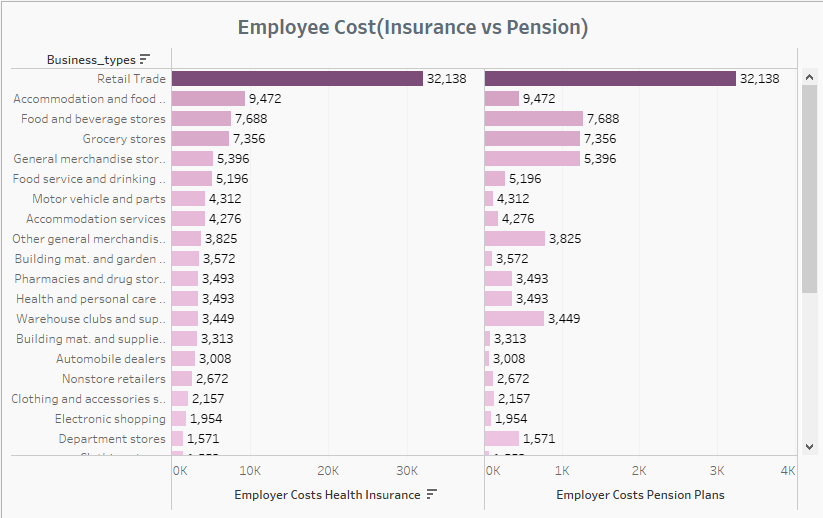 Employee Cost(Insurance vs Pension)
Business_types
Retail Trade 32,138 32,138
Accommodation and food .. 9,472 9,472
Food and beverage stores 7,688 7,688
Grocery stores 7,356 7,356
General merchandise stor.. 5,396 5,396
Food service and drinking .. 5,196 5,196
Motor vehicle and parts 4,312 4,312
Accommodation services 4,276 4,276
Other general merchandis.. 3,825 3,825
Building mat. and garden .. 3,572 3,572
Pharmacies and drug stor.. 3,493 3,493
Health and personal care .. 3,493 3,493
Warehouse clubs and sup.. 3,449 3,449
Building mat. and supplie.. 3,313 3,313
Automobile dealers 3,008 3,008
Nonstore retailers 2,672 2,672
Clothing and accessories s.. 2,157 2,157
Electronic shopping 1,954 1,954
Department stores 1,571 1,571
0K 10K 20K 30K 0K 1K 2K 3K 4K
Employer Costs Health Insurance Employer Costs Pension Plans